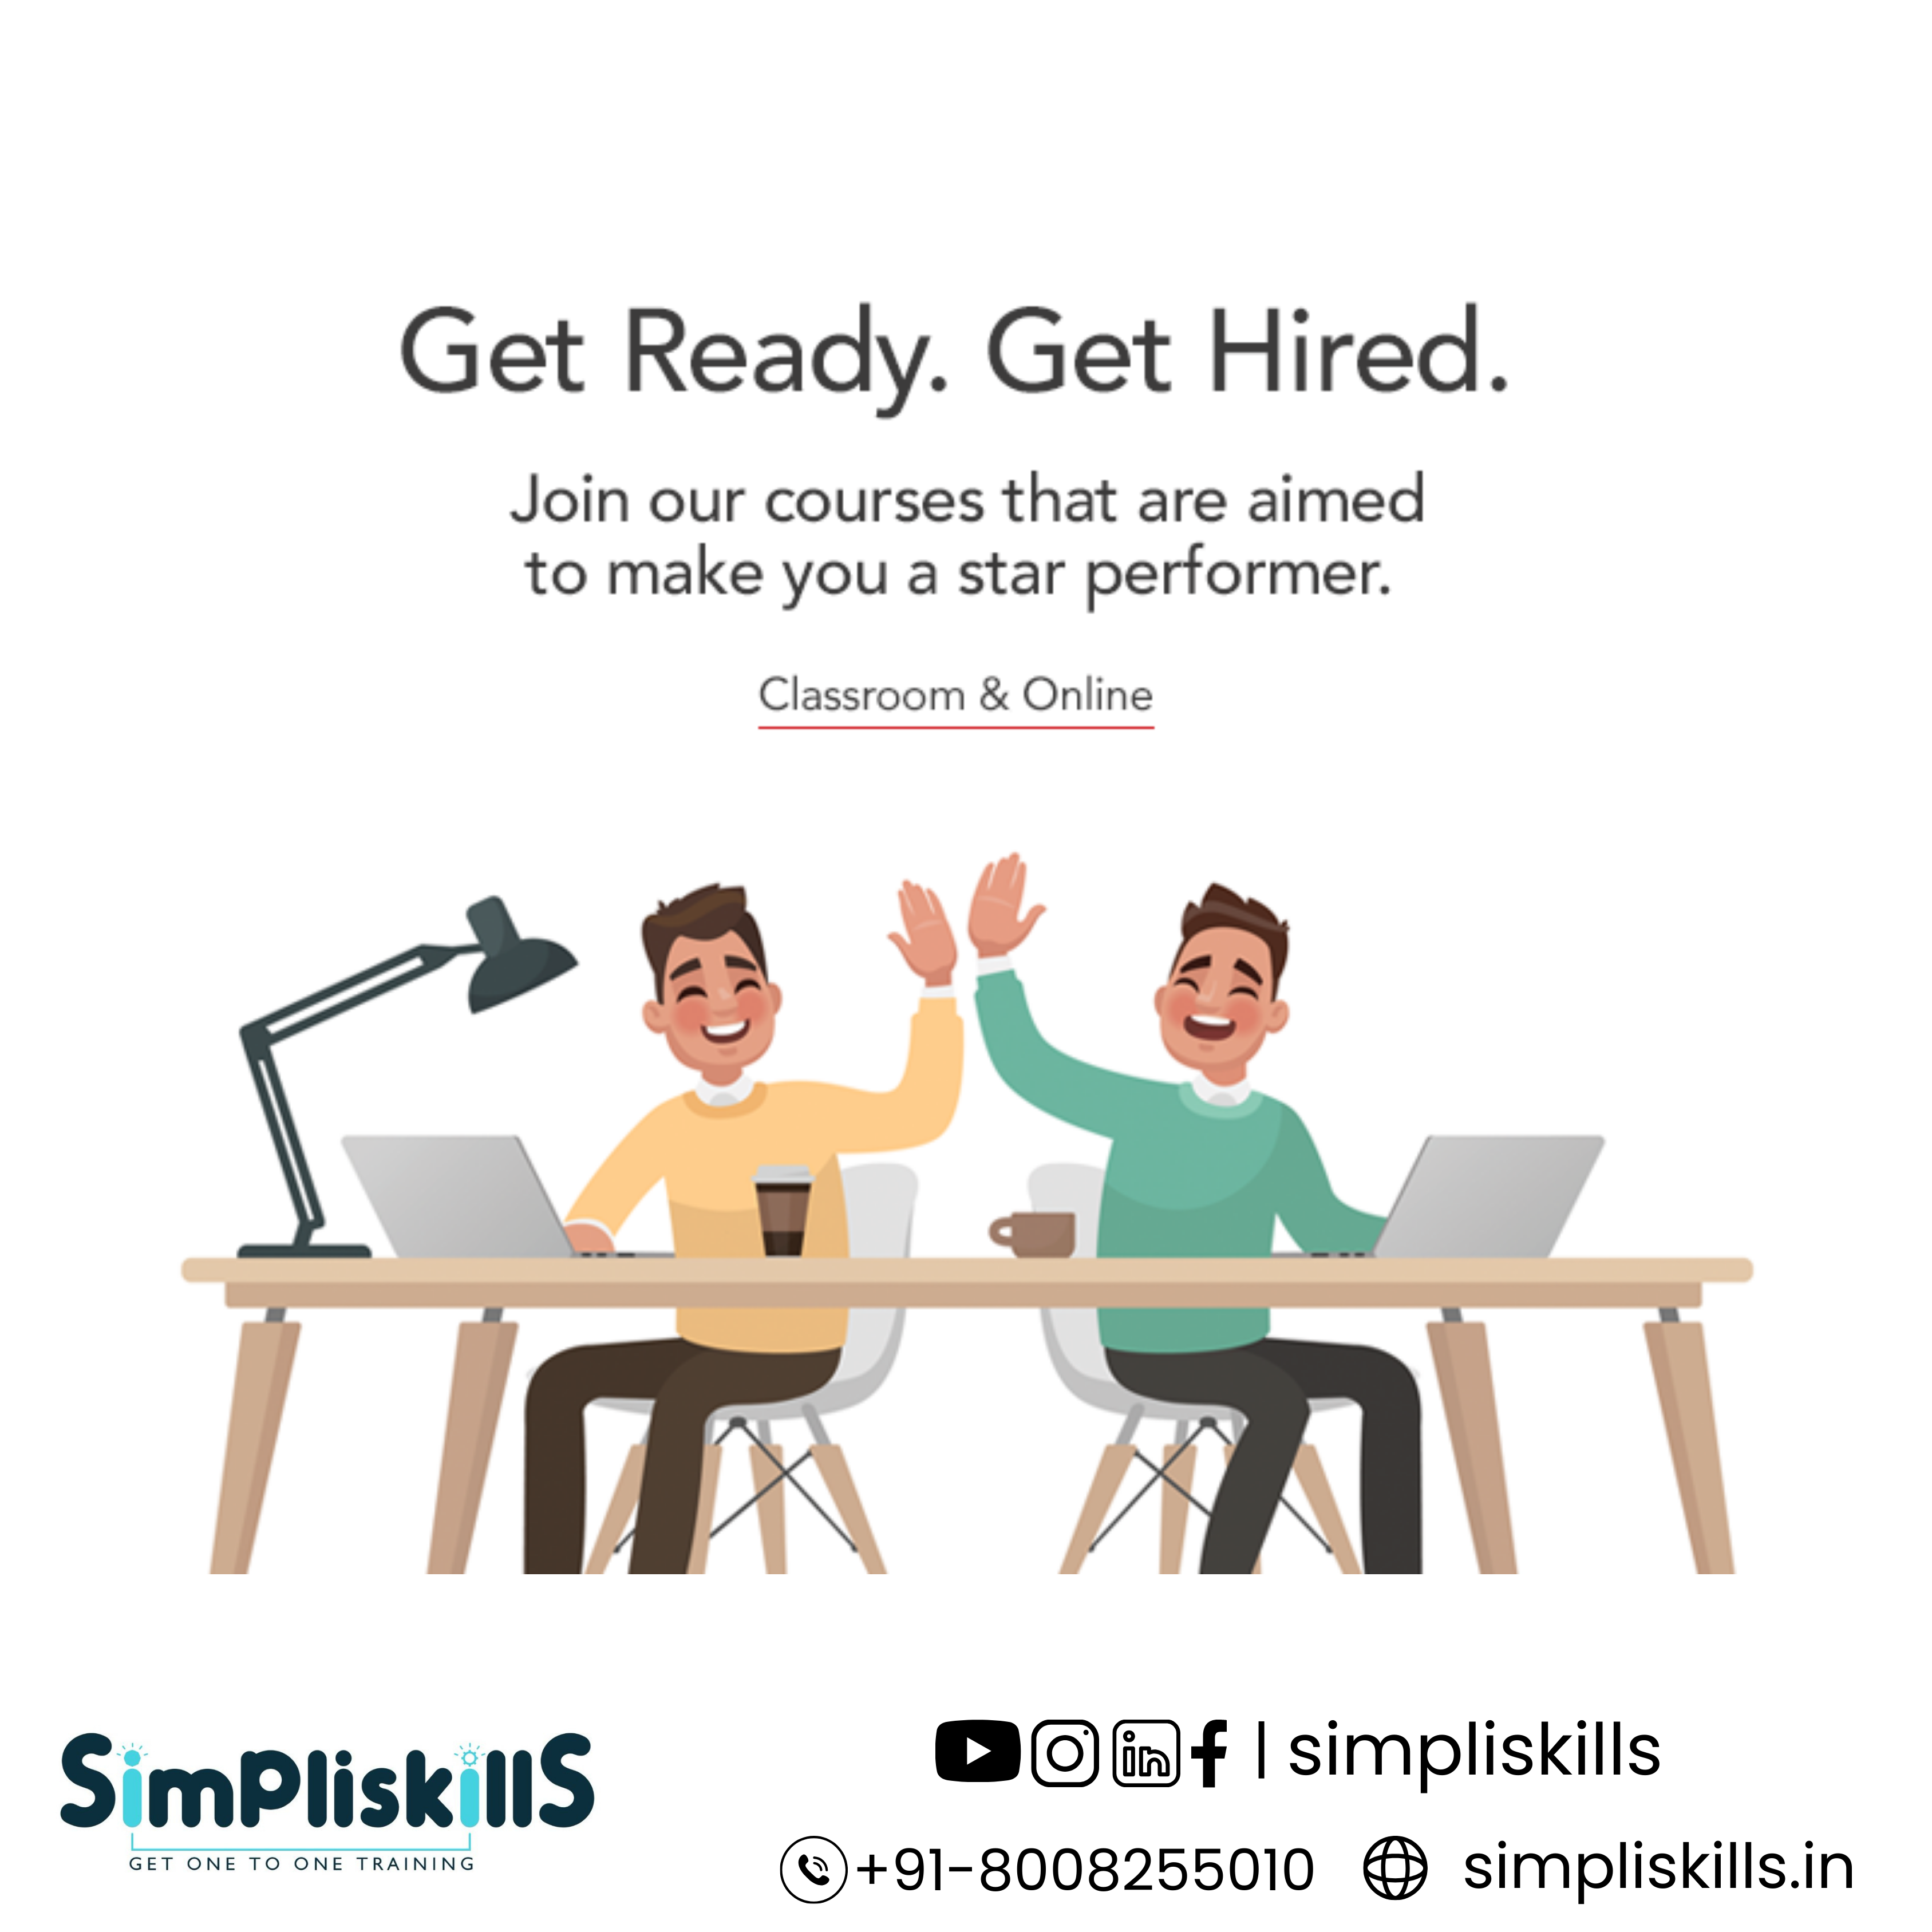 Get Ready. Get Hired.
Join our courses that are aimed
to make you a star performer.
Classroom & Online
SimPliskillS
GET ONE TO ONE TRAINING
| simpliskills
+91-8008255010
simpliskills.in